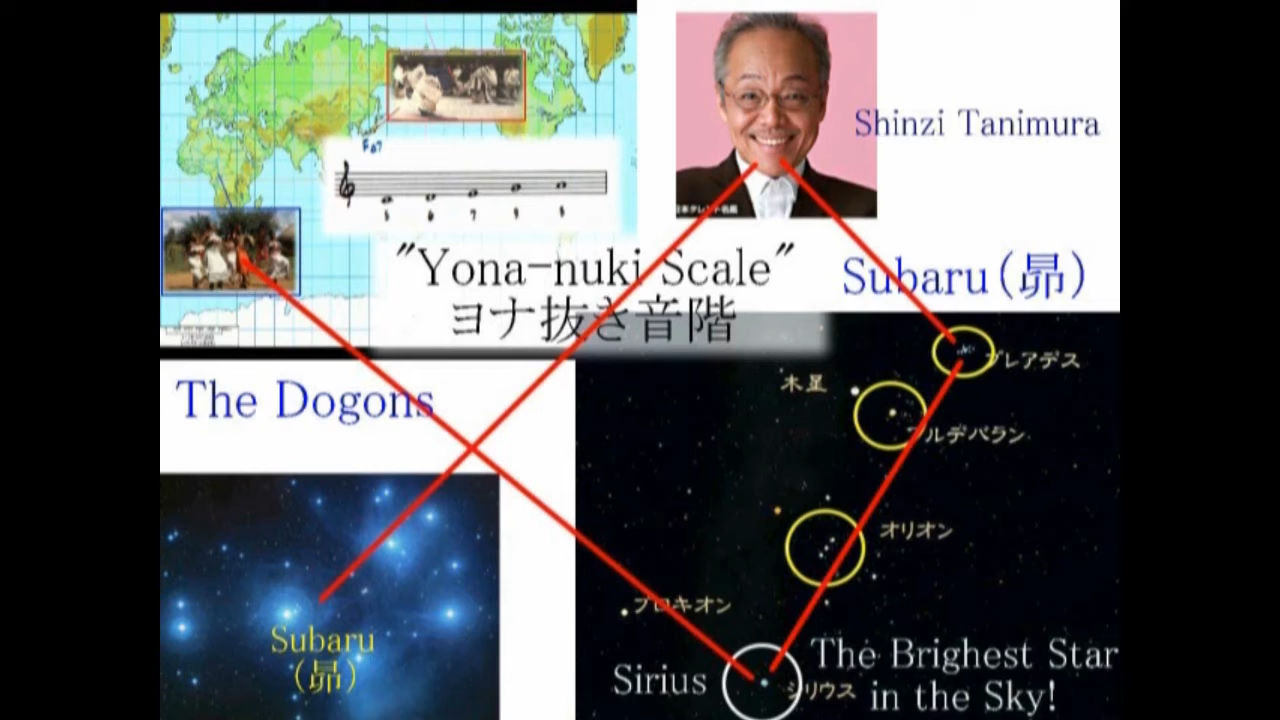 Shinzi Tanimura
"Yona-nuki Scale"
ヨナ抜き音階
Subaru(昴)
プレアデス
木星
アルデバラン
The Dogons
オリオン
プロキオン
Subaru
(昴)
The Brighest Star
in the Sky!
Sirius
シリウス